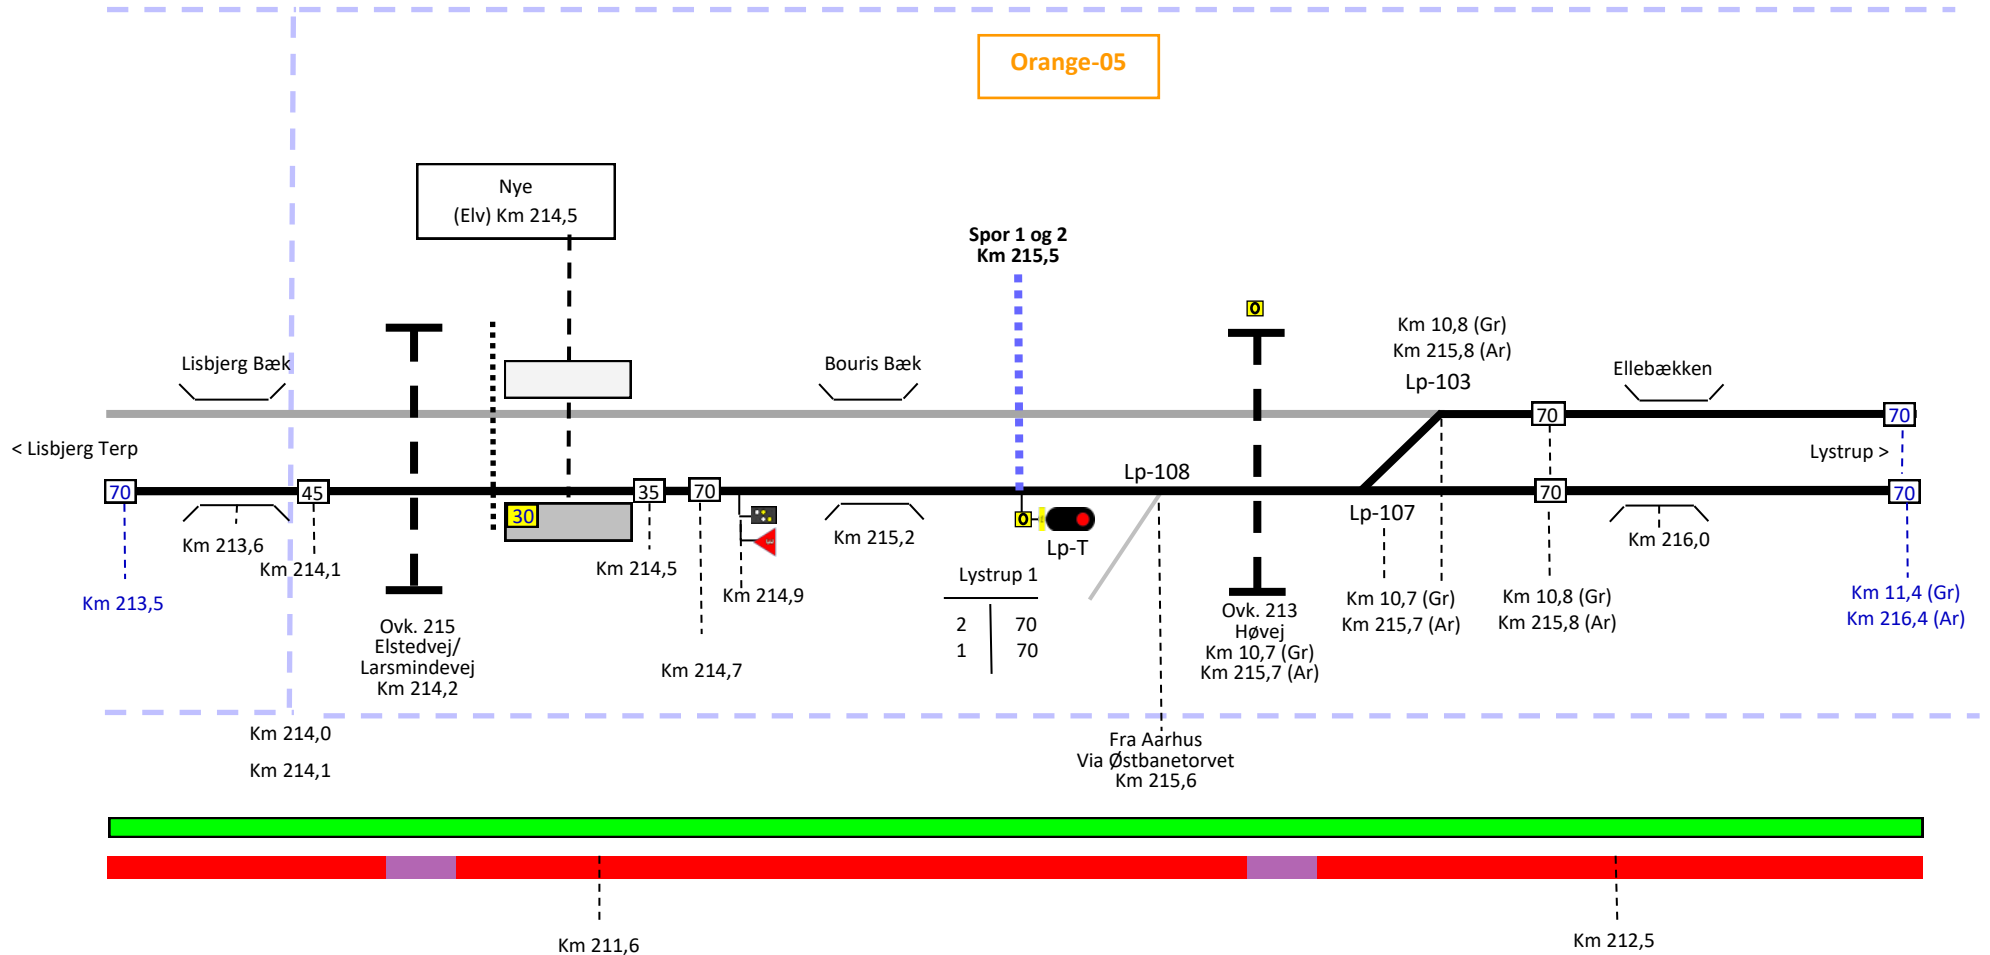 Orange-05
Nye
(Elv) Km 214,5
Spor 1 og 2
Km 215,5
O
Km 10,8 (Gr)
Km 215,8 (Ar)
Lisbjerg Bæk
Bouris Bæk
Lp-103
Ellebækken
70
70
< Lisbjerg Terp
Lystrup >
Lp-108
70
45
35
70
70
70
30
O
Lp-107
Km 213,6
Km 214,1
Km 214,5
Km 215,2
Lp-T
Km 216,0
Km 213,5
Km 214,9
Lystrup 1
2 70
1 70
Ovk. 215
Elstedvej/
Larsmindevej
Km 214,2
Km 214,7
Ovk. 213
Høvej
Km 10,7 (Gr)
Km 215,7 (Ar)
Km 10,7 (Gr)
Km 215,7 (Ar)
Km 10,8 (Gr)
Km 215,8 (Ar)
Km 11,4 (Gr)
Km 216,4 (Ar)
Km 214,0
Km 214,1
Fra Aarhus
Via Østbanetorvet
Km 215,6
Km 211,6
Km 212,5